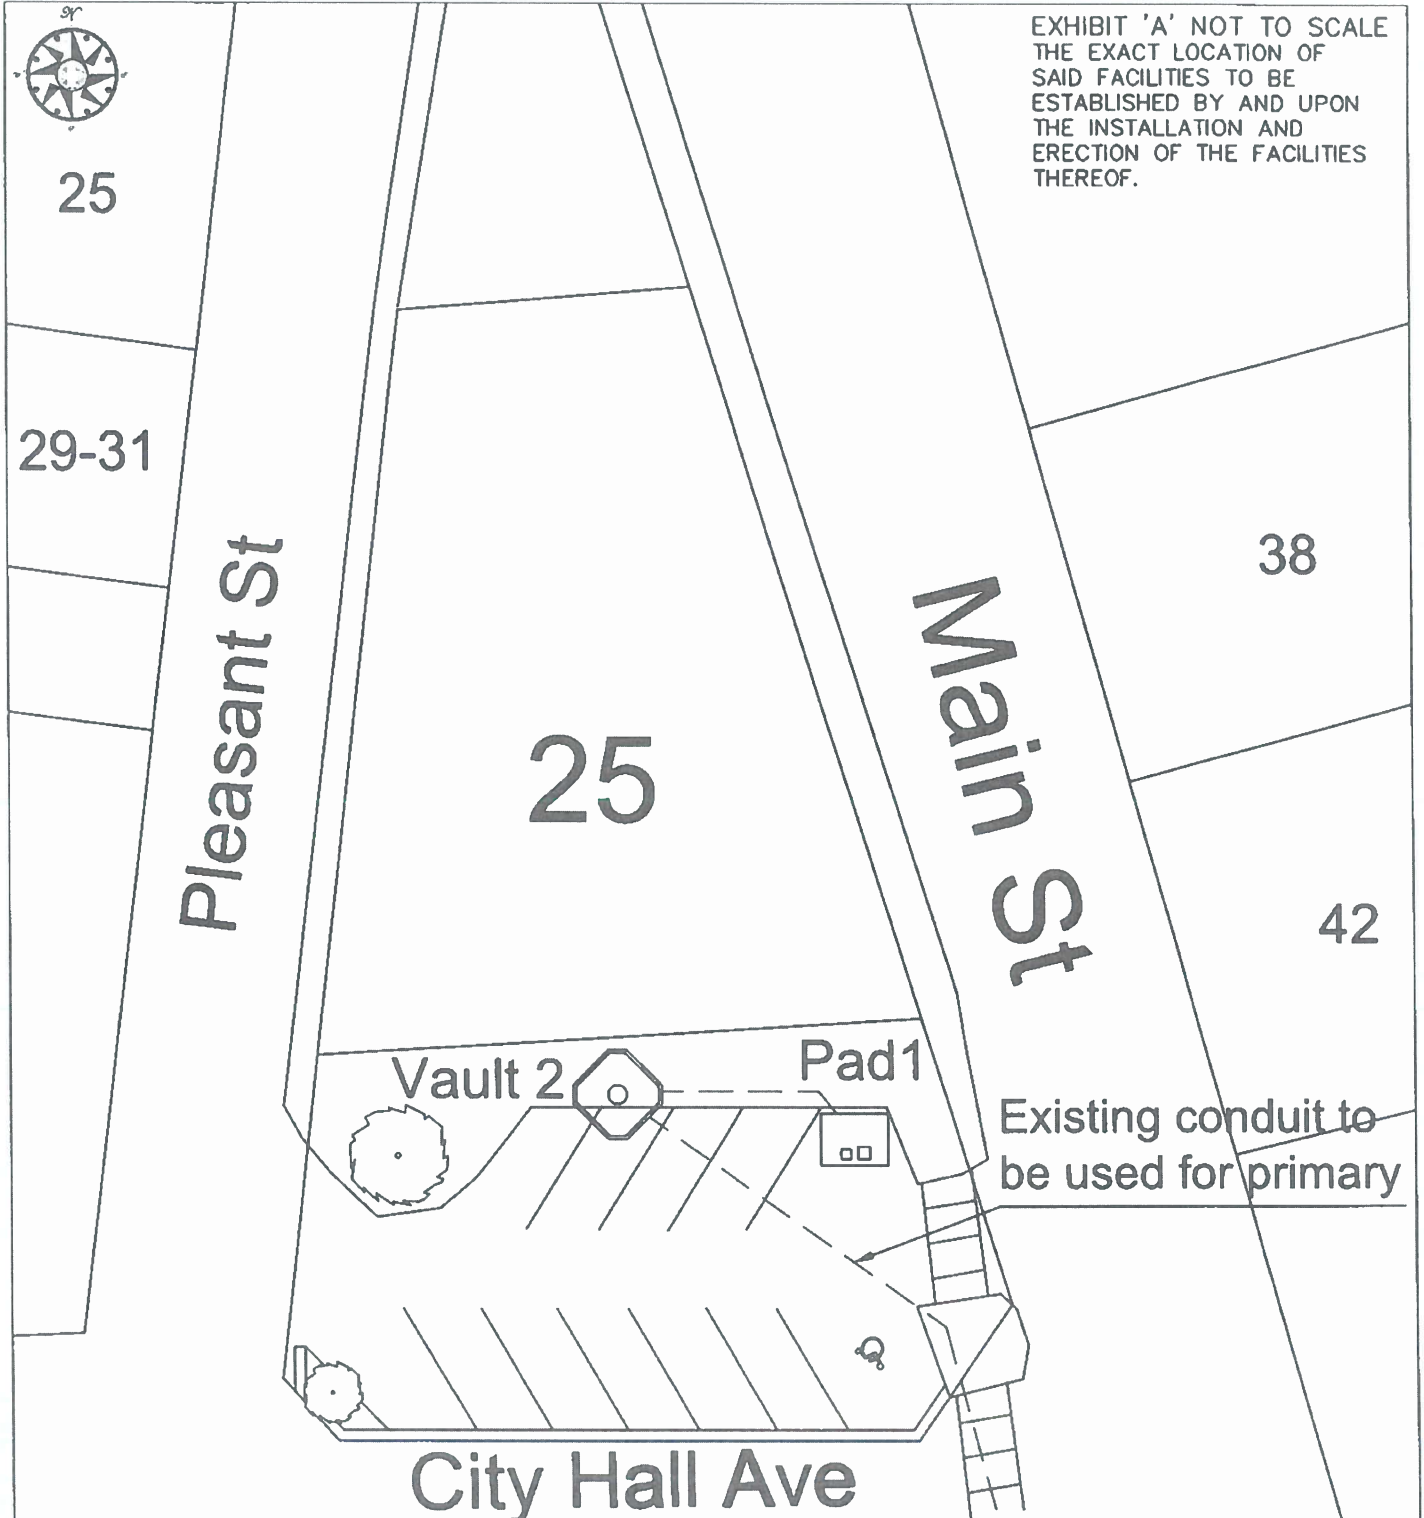 N
EXHIBIT 'A' NOT TO SCALE
THE EXACT LOCATION OF
SAID FACILITIES TO BE
ESTABLISHED BY AND UPON
THE INSTALLATION AND
ERECTION OF THE FACILITIES
THEREOF.
25
29-31
Pleasant St
25
Main St
38
42
Vault 2
Pad1
Existing conduit to
be used for primary
City Hall Ave